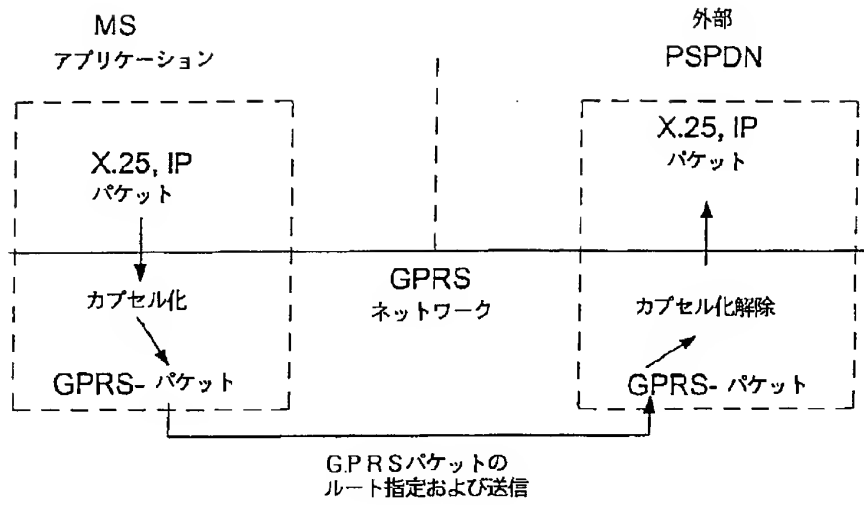 MS
アプリケーション
外部
PSPDN
X.25, IP
パケット
X.25, IP
パケット
GPRS
ネットワーク
カプセル化
カプセル化解除
GPRS- パケット
GPRS- パケット
GPRSパケットの
ルート指定および送信